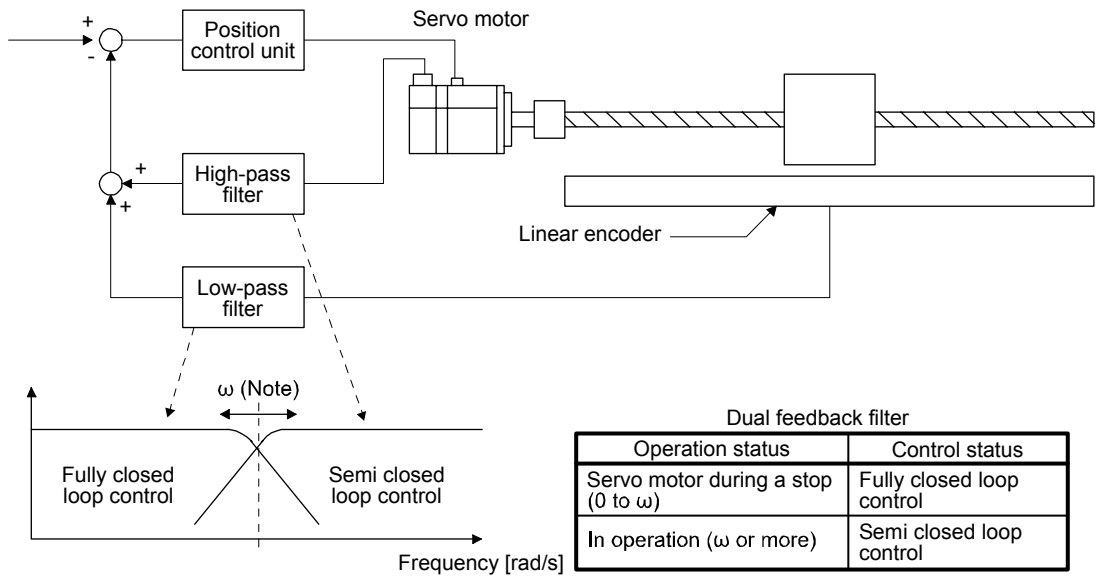 Servo motor
+
-
Position
control unit
+
+
High-pass
filter
Linear encoder
Low-pass
filter
ω (Note)
Fully closed
loop control
Semi closed
loop control
Frequency [rad/s]
Dual feedback filter
Operation status
Control status
Servo motor during a stop
(0 to ω)
Fully closed loop
control
In operation (ω or more)
Semi closed loop
control